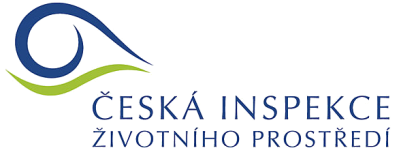 ČESKÁ INSPEKCE
ŽIVOTNÍHO PROSTŘEDÍ